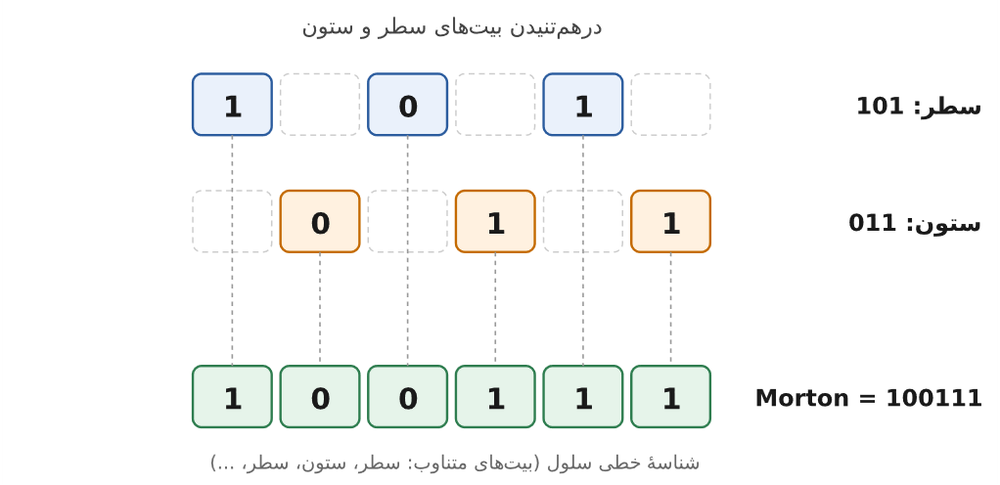 درهم‌تنیدن بیت‌های سطر و ستون
سطر: 101
1 0 1
ستون: 011
0 1 1
Morton = 100111
1 0 0 1 1 1
شناسهٔ خطی سلول (بیت‌های متناوب: سطر، ستون، سطر، ...)